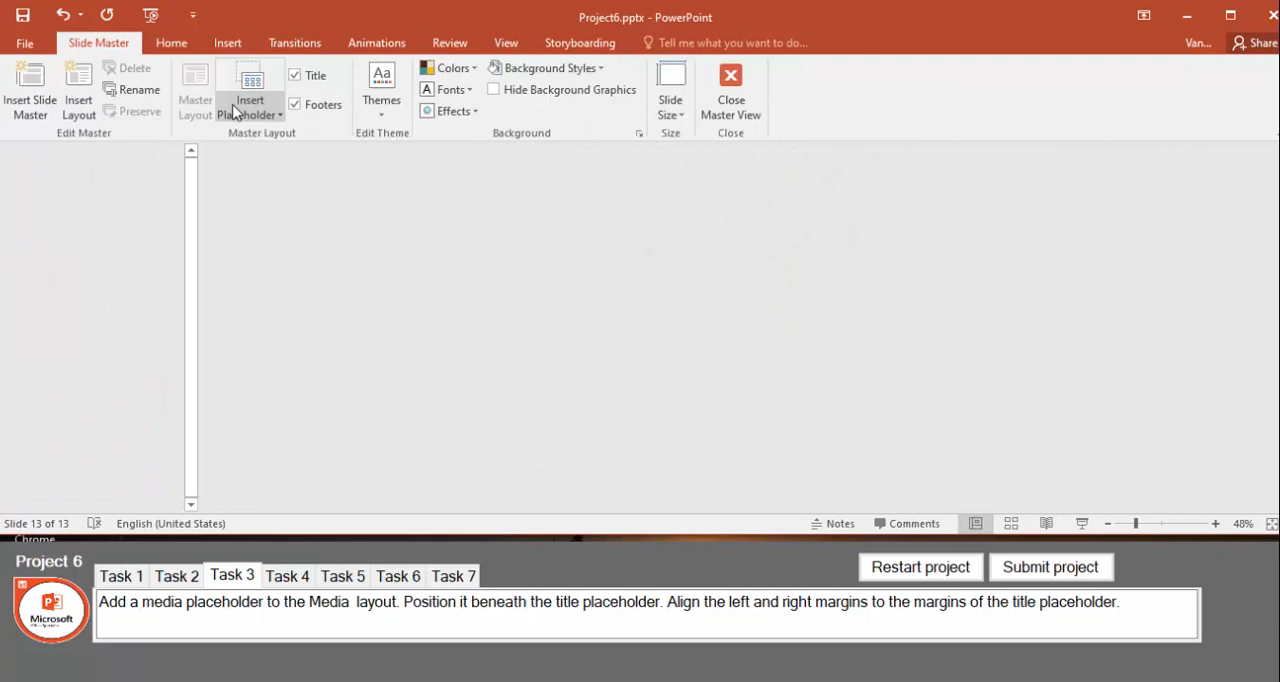 Project6.pptx - PowerPoint
File Slide Master Home Insert Transitions Animations Review View Storyboarding Tell me what you want to do... Van... Share
Insert Slide Master
Insert Layout
Delete
Rename
Preserve
Edit Master
Master Layout
Insert Placeholder
Title
Footers
Master Layout
Aa
Themes
Edit Theme
Colors
A Fonts
Effects
Background Styles
Hide Background Graphics
Background
Slide Size
Size
Close Master View
Close
Slide 13 of 13 English (United States) Notes Comments 48%
Chrome
Project 6
Task 1 Task 2 Task 3 Task 4 Task 5 Task 6 Task 7
Restart project Submit project
Microsoft
Add a media placeholder to the Media layout. Position it beneath the title placeholder. Align the left and right margins to the margins of the title placeholder.